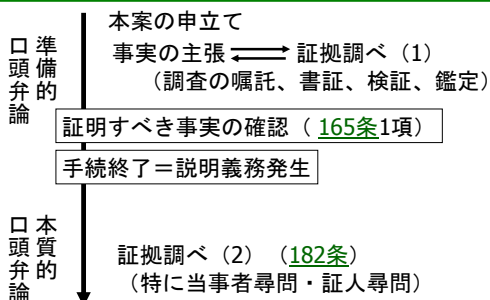 準備的
口頭弁論
本案の申立て
事実の主張 証拠調べ（1）
（調査の嘱託、書証、検証、鑑定）
証明すべき事実の確認（ 165条1項）
手続終了＝説明義務発生
本質的
口頭弁論
証拠調べ（2）（182条）
（特に当事者尋問・証人尋問）